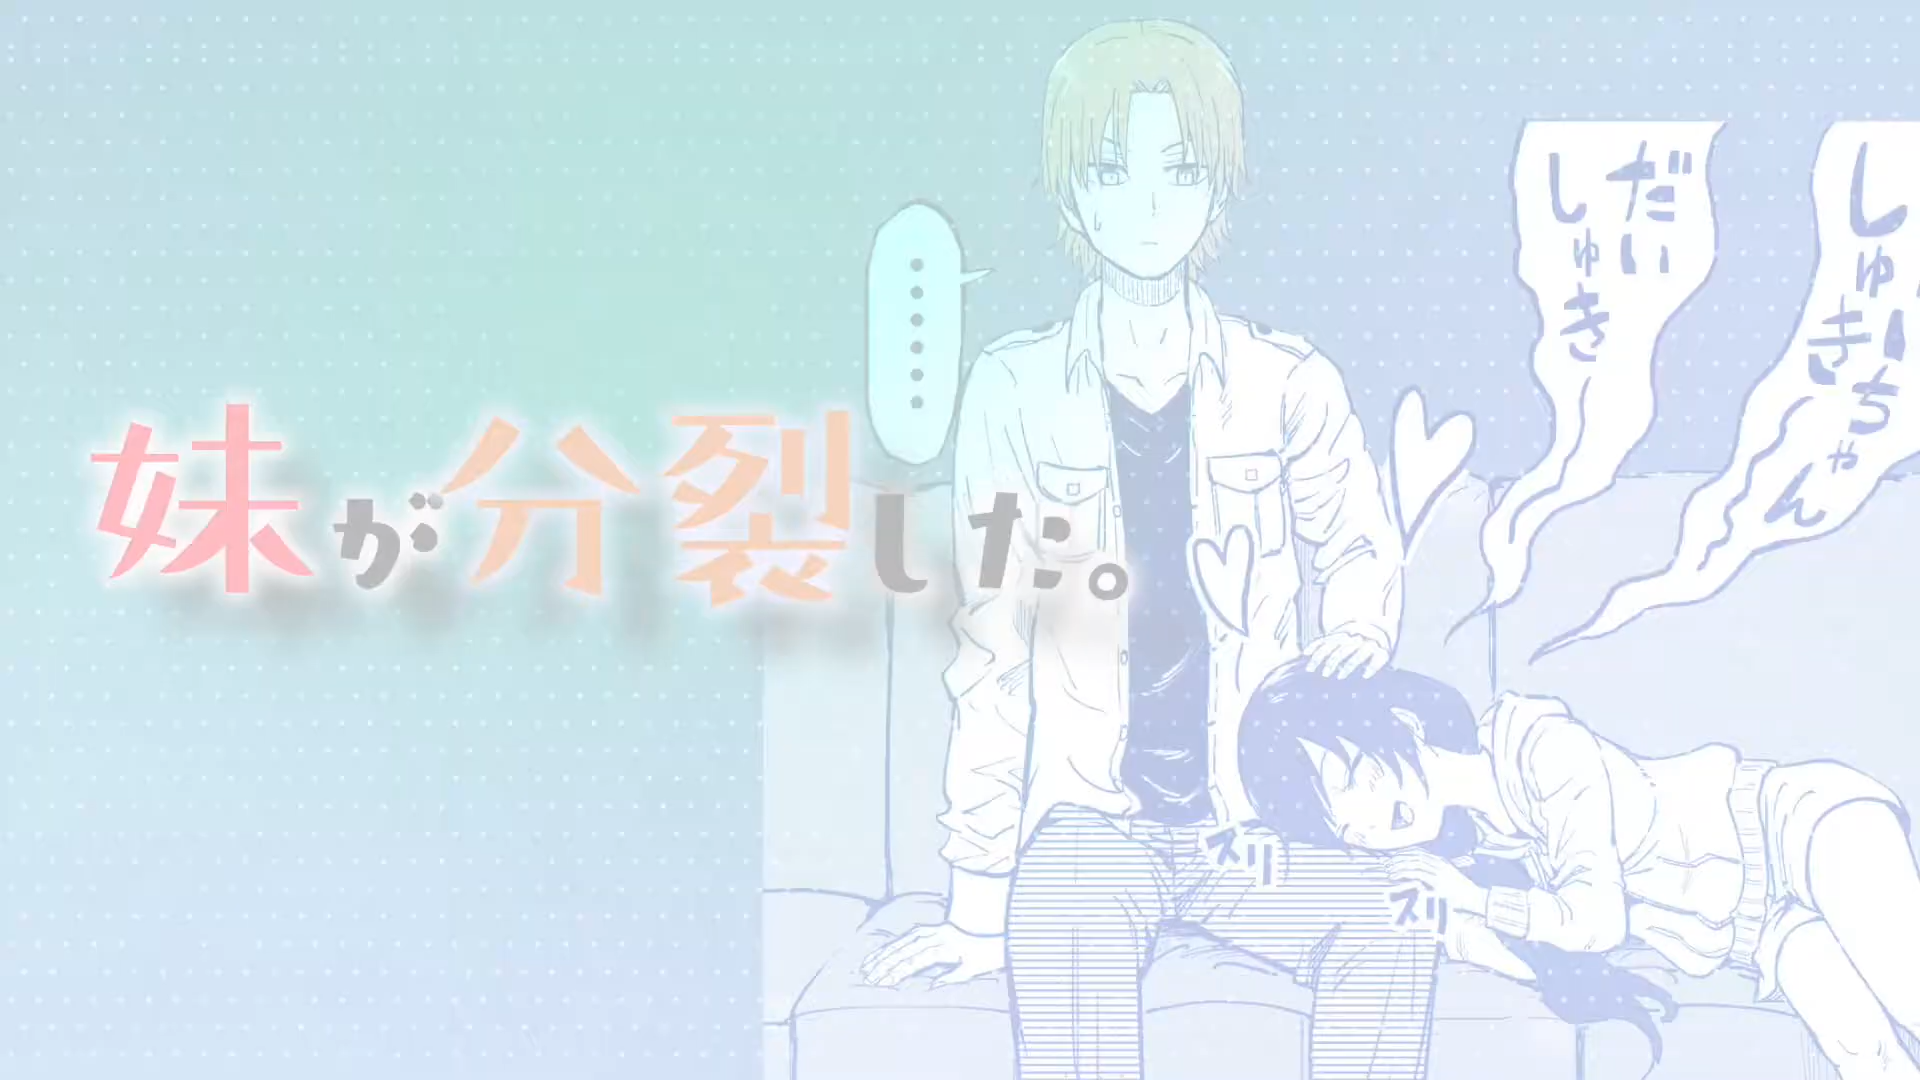 妹が分裂した。
・・・・・・
だい
しゅき
しゅきぃ
ちゃん
スリ
スリ